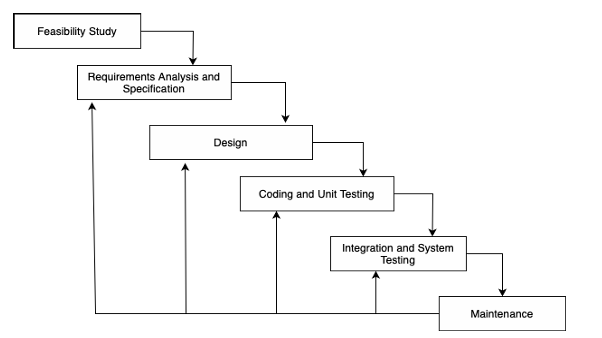 Feasibility Study
Requirements Analysis and
Specification
Design
Coding and Unit Testing
Integration and System
Testing
Maintenance